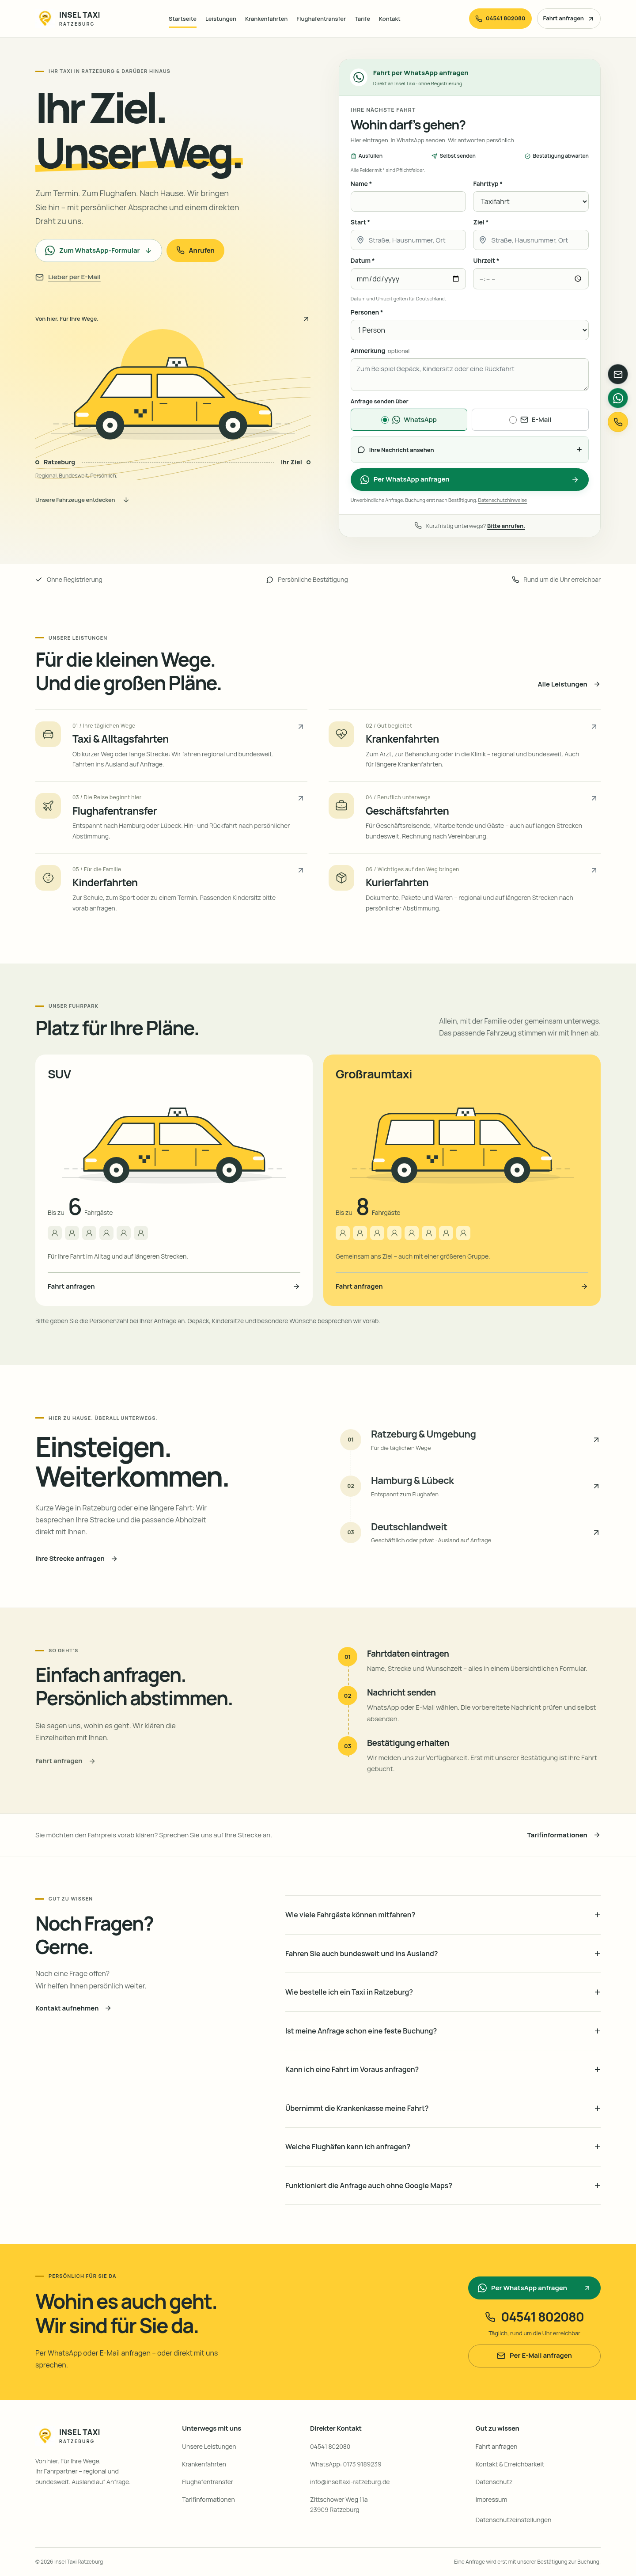 INSEL TAXI
RATZEBURG
Startseite
Leistungen
Krankenfahrten
Flughafentransfer
Tarife
Kontakt
04541 802080
Fahrt anfragen
IHR TAXI IN RATZEBURG & DARÜBER HINAUS
Ihr Ziel.
Unser Weg.
Zum Termin. Zum Flughafen. Nach Hause. Wir bringen
Sie hin – mit persönlicher Absprache und einem direkten
Draht zu uns.
Zum WhatsApp-Formular
Anrufen
Lieber per E-Mail
Von hier. Für Ihre Wege.
Ratzeburg
Ihr Ziel
Regional. Bundesweit. Persönlich.
Unsere Fahrzeuge entdecken
Fahrt per WhatsApp anfragen
Direkt an Insel Taxi · ohne Registrierung
IHRE NÄCHSTE FAHRT
Wohin darf's gehen?
Hier eintragen. In WhatsApp senden. Wir antworten persönlich.
Ausfüllen
Selbst senden
Bestätigung abwarten
Alle Felder mit * sind Pflichtfelder.
Name *
Fahrttyp *
Taxifahrt
Start *
Ziel *
Straße, Hausnummer, Ort
Straße, Hausnummer, Ort
Datum *
Uhrzeit *
mm/dd/yyyy
--:-- --
Datum und Uhrzeit gelten für Deutschland.
Personen *
1 Person
Anmerkung optional
Zum Beispiel Gepäck, Kindersitz oder eine Rückfahrt
Anfrage senden über
WhatsApp
E-Mail
Ihre Nachricht ansehen
+
Per WhatsApp anfragen
Unverbindliche Anfrage. Buchung erst nach Bestätigung. Datenschutzhinweise
Kurzfristig unterwegs? Bitte anrufen.
Ohne Registrierung
Persönliche Bestätigung
Rund um die Uhr erreichbar
UNSERE LEISTUNGEN
Für die kleinen Wege.
Und die großen Pläne.
Alle Leistungen
01 / Ihre täglichen Wege
Taxi & Alltagsfahrten
Ob kurzer Weg oder lange Strecke: Wir fahren regional und bundesweit.
Fahrten ins Ausland auf Anfrage.
02 / Gut begleitet
Krankenfahrten
Zum Arzt, zur Behandlung oder in die Klinik – regional und bundesweit. Auch
für längere Krankenfahrten.
03 / Die Reise beginnt hier
Flughafentransfer
Entspannt nach Hamburg oder Lübeck. Hin- und Rückfahrt nach persönlicher
Abstimmung.
04 / Beruflich unterwegs
Geschäftsfahrten
Für Geschäftsreisende, Mitarbeitende und Gäste – auch auf langen Strecken
bundesweit. Rechnung nach Vereinbarung.
05 / Für die Familie
Kinderfahrten
Zur Schule, zum Sport oder zu einem Termin. Passenden Kindersitz bitte
vorab anfragen.
06 / Wichtiges auf den Weg bringen
Kurierfahrten
Dokumente, Pakete und Waren – regional und auf längeren Strecken nach
persönlicher Abstimmung.
UNSER FUHRPARK
Platz für Ihre Pläne.
Allein, mit der Familie oder gemeinsam unterwegs.
Das passende Fahrzeug stimmen wir mit Ihnen ab.
SUV
Bis zu 6 Fahrgäste
Für Ihre Fahrt im Alltag und auf längeren Strecken.
Fahrt anfragen
Großraumtaxi
Bis zu 8 Fahrgäste
Gemeinsam ans Ziel – auch mit einer größeren Gruppe.
Fahrt anfragen
Bitte geben Sie die Personenzahl bei Ihrer Anfrage an. Gepäck, Kindersitze und besondere Wünsche besprechen wir vorab.
HIER ZU HAUSE. ÜBERALL UNTERWEGS.
Einsteigen.
Weiterkommen.
Kurze Wege in Ratzeburg oder eine längere Fahrt: Wir
besprechen Ihre Strecke und die passende Abholzeit
direkt mit Ihnen.
Ihre Strecke anfragen
01
Ratzeburg & Umgebung
Für die täglichen Wege
02
Hamburg & Lübeck
Entspannt zum Flughafen
03
Deutschlandweit
Geschäftlich oder privat · Ausland auf Anfrage
SO GEHT'S
Einfach anfragen.
Persönlich abstimmen.
Sie sagen uns, wohin es geht. Wir klären die
Einzelheiten mit Ihnen.
Fahrt anfragen
01
Fahrtdaten eintragen
Name, Strecke und Wunschzeit – alles in einem übersichtlichen Formular.
02
Nachricht senden
WhatsApp oder E-Mail wählen. Die vorbereitete Nachricht prüfen und selbst
absenden.
03
Bestätigung erhalten
Wir melden uns zur Verfügbarkeit. Erst mit unserer Bestätigung ist Ihre Fahrt
gebucht.
Sie möchten den Fahrpreis vorab klären? Sprechen Sie uns auf Ihre Strecke an.
Tarifinformationen
GUT ZU WISSEN
Noch Fragen?
Gerne.
Noch eine Frage offen?
Wir helfen Ihnen persönlich weiter.
Kontakt aufnehmen
Wie viele Fahrgäste können mitfahren?
Fahren Sie auch bundesweit und ins Ausland?
Wie bestelle ich ein Taxi in Ratzeburg?
Ist meine Anfrage schon eine feste Buchung?
Kann ich eine Fahrt im Voraus anfragen?
Übernimmt die Krankenkasse meine Fahrt?
Welche Flughäfen kann ich anfragen?
Funktioniert die Anfrage auch ohne Google Maps?
PERSÖNLICH FÜR SIE DA
Wohin es auch geht.
Wir sind für Sie da.
Per WhatsApp oder E-Mail anfragen – oder direkt mit uns
sprechen.
Per WhatsApp anfragen
04541 802080
Täglich, rund um die Uhr erreichbar
Per E-Mail anfragen
INSEL TAXI
RATZEBURG
Von hier. Für Ihre Wege.
Ihr Fahrpartner – regional und
bundesweit. Ausland auf Anfrage.
Unterwegs mit uns
Unsere Leistungen
Krankenfahrten
Flughafentransfer
Tarifinformationen
Direkter Kontakt
04541 802080
WhatsApp: 0173 9189239
info@inseltaxi-ratzeburg.de
Zittschower Weg 11a
23909 Ratzeburg
Gut zu wissen
Fahrt anfragen
Kontakt & Erreichbarkeit
Datenschutz
Impressum
Datenschutzeinstellungen
© 2026 Insel Taxi Ratzeburg
Eine Anfrage wird erst mit unserer Bestätigung zur Buchung.